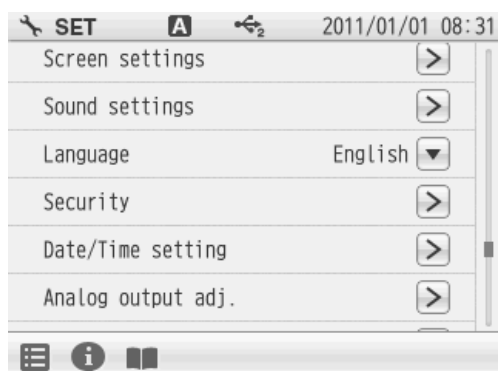 SET A 2 2011/01/01 08:31
Screen settings
Sound settings
Language English
Security
Date/Time setting
Analog output adj.